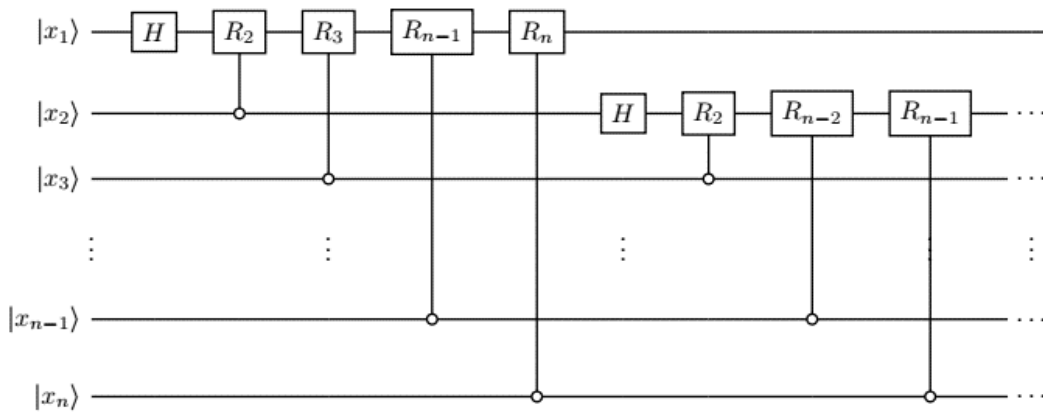 |x₁⟩ H R₂ R₃ Rₙ₋₁ Rₙ
|x₂⟩ H R₂ Rₙ₋₂ Rₙ₋₁ ⋯
|x₃⟩ ⋯
⋮ ⋮ ⋮ ⋮ ⋮
|xₙ₋₁⟩ ⋯
|xₙ⟩ ⋯